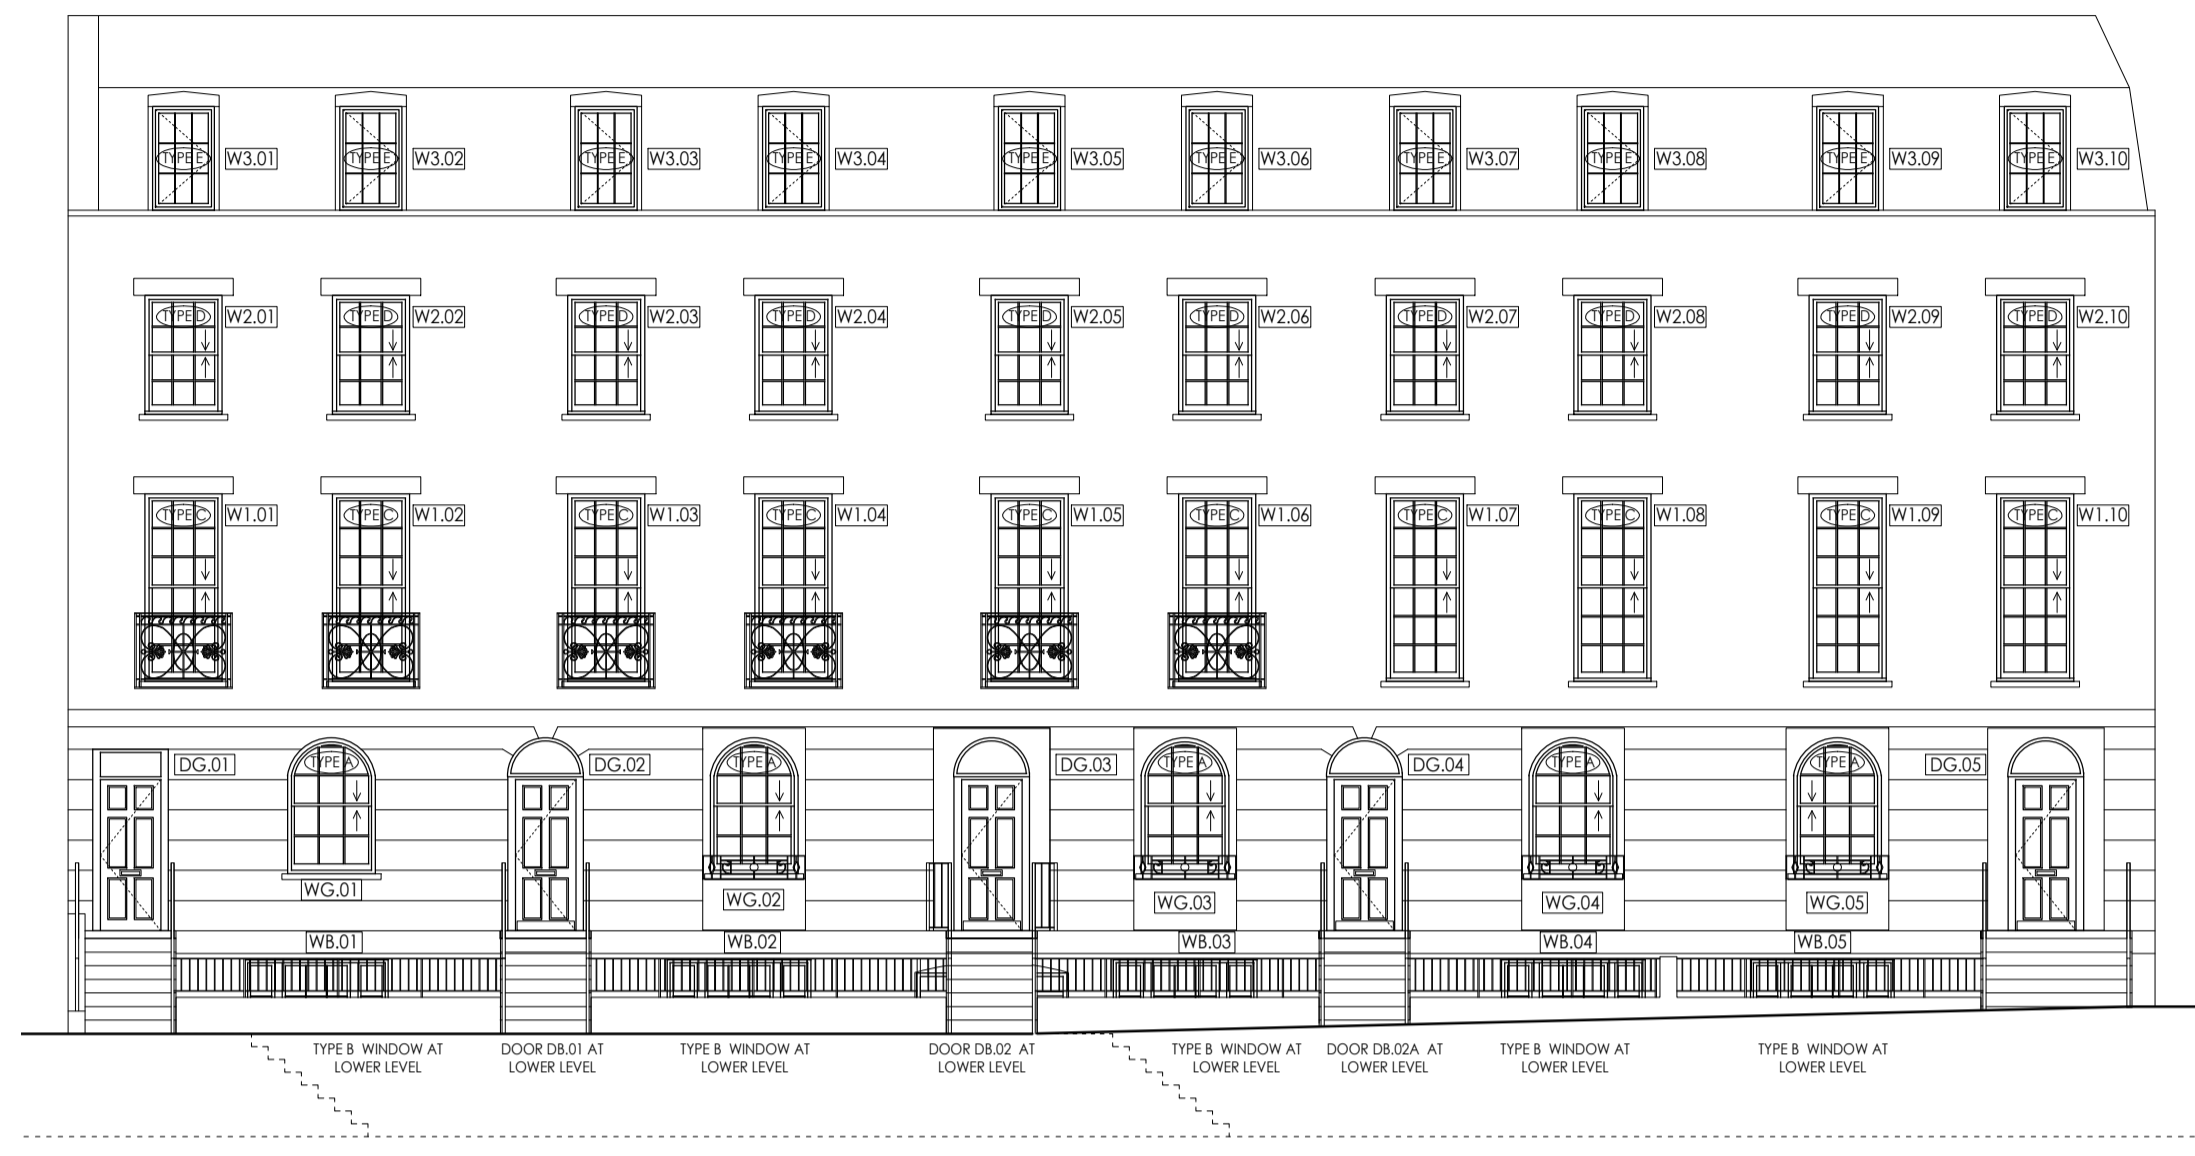 TYPE E W3.01 TYPE E W3.02 TYPE E W3.03 TYPE E W3.04 TYPE E W3.05 TYPE E W3.06 TYPE E W3.07 TYPE E W3.08 TYPE E W3.09 TYPE E W3.10
TYPE D W2.01 TYPE D W2.02 TYPE D W2.03 TYPE D W2.04 TYPE D W2.05 TYPE D W2.06 TYPE D W2.07 TYPE D W2.08 TYPE D W2.09 TYPE D W2.10
TYPE C W1.01 TYPE C W1.02 TYPE C W1.03 TYPE C W1.04 TYPE C W1.05 TYPE C W1.06 TYPE C W1.07 TYPE C W1.08 TYPE C W1.09 TYPE C W1.10
DG.01 TYPE A DG.02 TYPE A DG.03 TYPE A DG.04 TYPE A TYPE A DG.05
WG.01 WG.02 WG.03 WG.04 WG.05
WB.01 WB.02 WB.03 WB.04 WB.05
TYPE B WINDOW AT
LOWER LEVEL
DOOR DB.01 AT
LOWER LEVEL
TYPE B WINDOW AT
LOWER LEVEL
DOOR DB.02 AT
LOWER LEVEL
TYPE B WINDOW AT
LOWER LEVEL
DOOR DB.02A AT
LOWER LEVEL
TYPE B WINDOW AT
LOWER LEVEL
TYPE B WINDOW AT
LOWER LEVEL